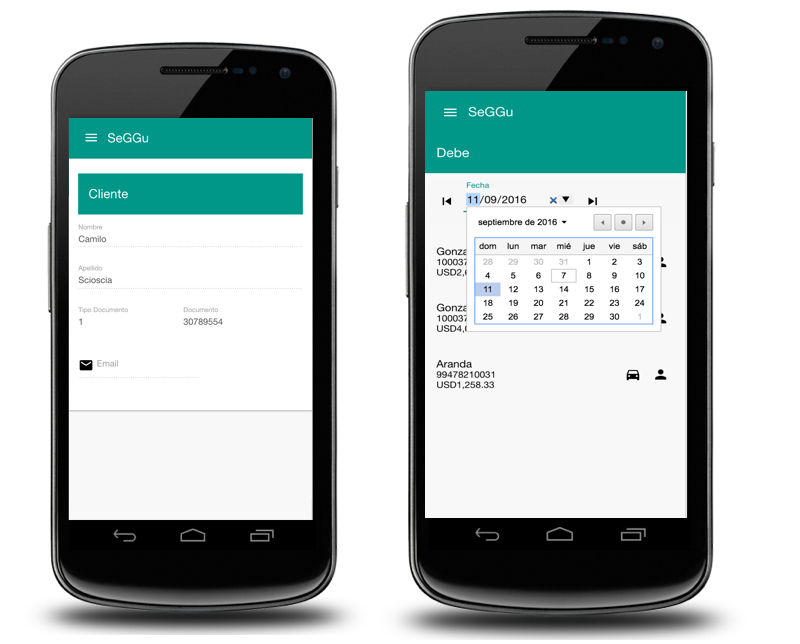 SeGGu
Cliente
Nombre
Camilo
Apellido
Scioscia
Tipo Documento Documento
1 30789554
Email
SeGGu
Debe
Fecha
11/09/2016
septiembre de 2016
dom lun mar mié jue vie sáb
28 29 30 31 1 2 3
4 5 6 7 8 9 10
11 12 13 14 15 16 17
18 19 20 21 22 23 24
25 26 27 28 29 30 1
Gonza
100037
USD2,
Gonza
100037
USD4,
Aranda
99478210031
USD1,258.33